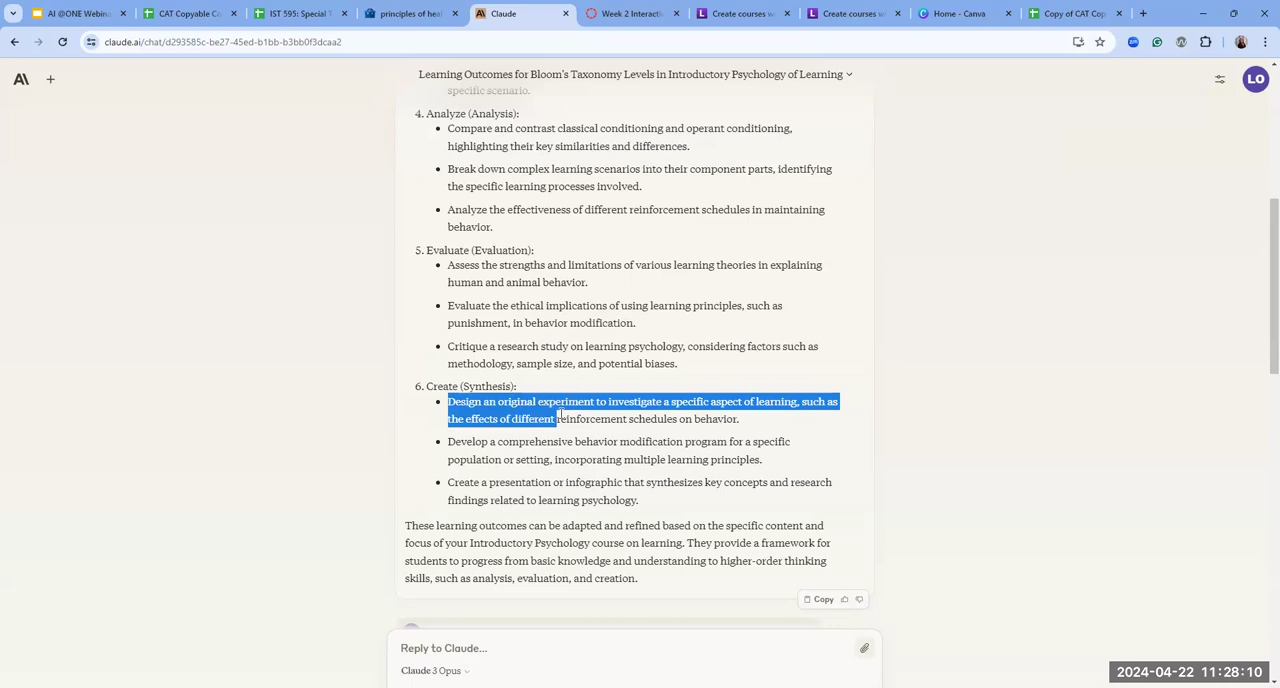 AI @ONE Webina
CAT Copyable Co
IST 595: Special T
principles of heal
Claude
Week 2 Interacti
Create courses w
Create courses wi
Home - Canva
Copy of CAT Cop
claude.ai/chat/d293585c-be27-45ed-b1bb-b3bb0f3dcaa2
Learning Outcomes for Bloom's Taxonomy Levels in Introductory Psychology of Learning
LO
specific scenario.
4. Analyze (Analysis):
• Compare and contrast classical conditioning and operant conditioning,
highlighting their key similarities and differences.
• Break down complex learning scenarios into their component parts, identifying
the specific learning processes involved.
• Analyze the effectiveness of different reinforcement schedules in maintaining
behavior.
5. Evaluate (Evaluation):
• Assess the strengths and limitations of various learning theories in explaining
human and animal behavior.
• Evaluate the ethical implications of using learning principles, such as
punishment, in behavior modification.
• Critique a research study on learning psychology, considering factors such as
methodology, sample size, and potential biases.
6. Create (Synthesis):
• Design an original experiment to investigate a specific aspect of learning, such as
the effects of different reinforcement schedules on behavior.
• Develop a comprehensive behavior modification program for a specific
population or setting, incorporating multiple learning principles.
• Create a presentation or infographic that synthesizes key concepts and research
findings related to learning psychology.
These learning outcomes can be adapted and refined based on the specific content and
focus of your Introductory Psychology course on learning. They provide a framework for
students to progress from basic knowledge and understanding to higher-order thinking
skills, such as analysis, evaluation, and creation.
Copy
Reply to Claude...
Claude 3 Opus
2024-04-22 11:28:10